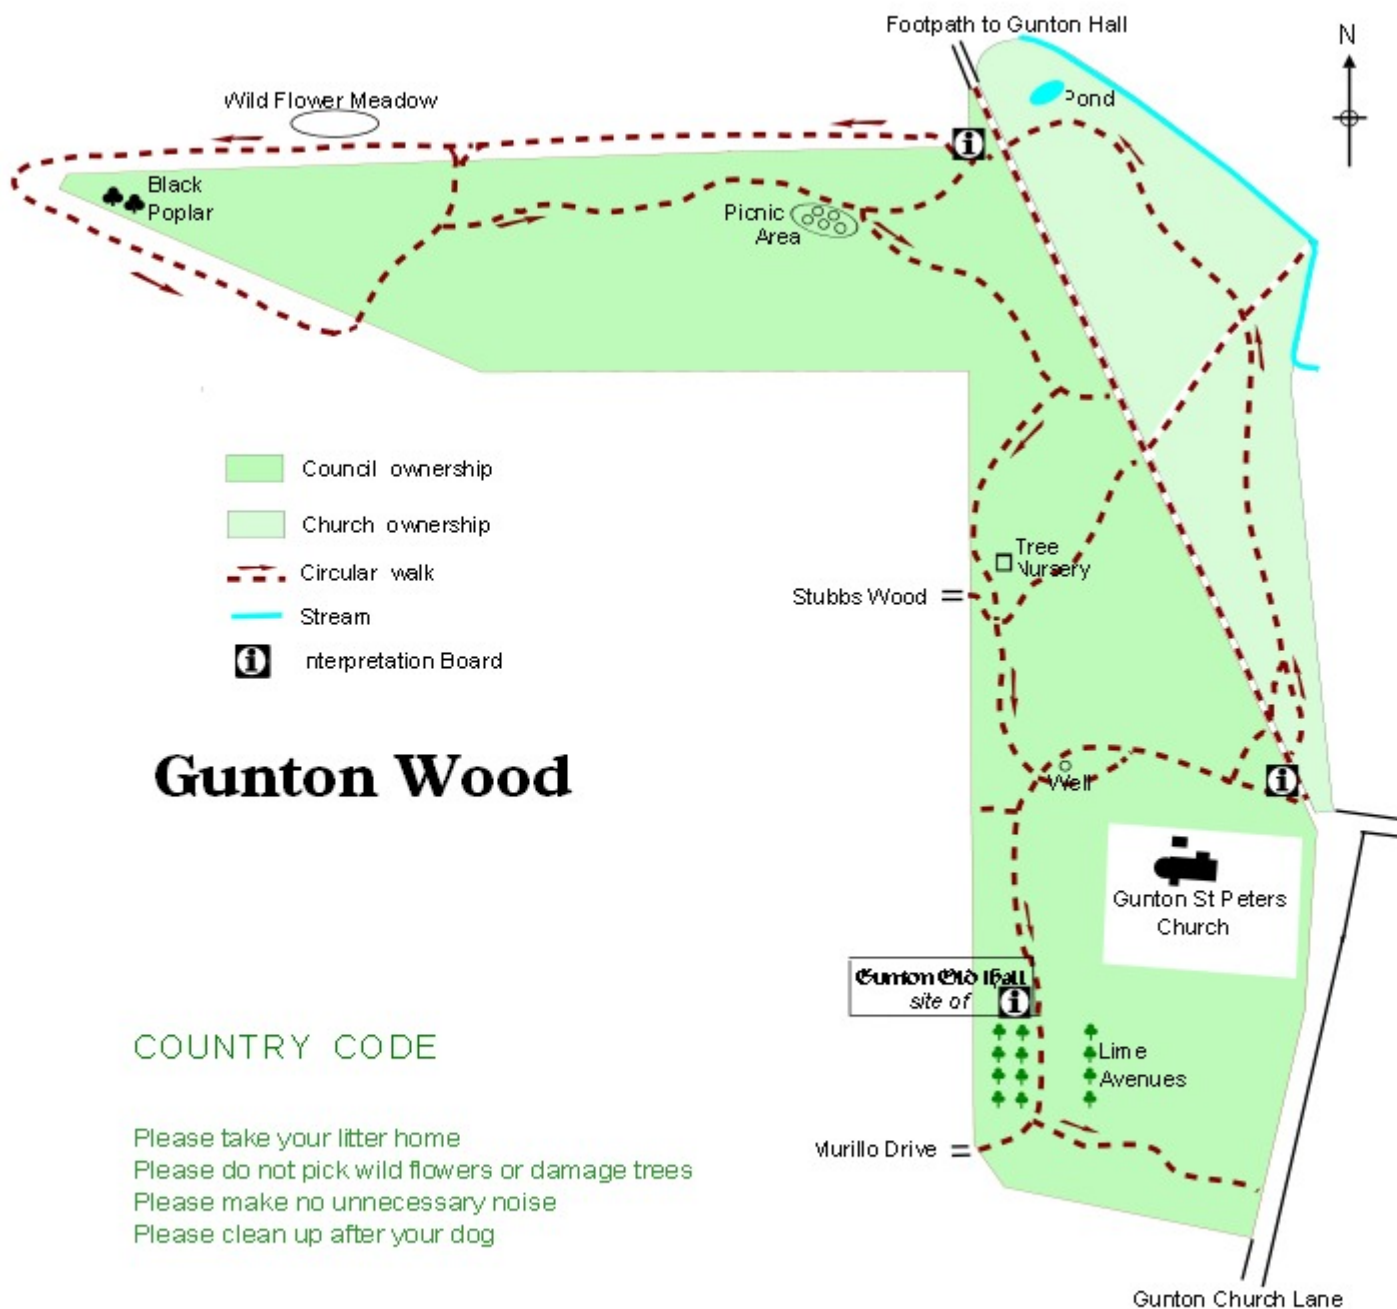 Footpath to Gunton Hall
N
Wild Flower Meadow
Pond
Black
Poplar
Picnic
Area
Council ownership
Church ownership
Circular walk
Stream
i nterpretation Board
Tree
Nursery
Stubbs Wood
Gunton Wood
Well
Gunton St Peters
Church
Gunton Old Hall
site of
Lime
Avenues
COUNTRY CODE
Please take your litter home
Please do not pick wild flowers or damage trees
Please make no unnecessary noise
Please clean up after your dog
Murillo Drive
Gunton Church Lane